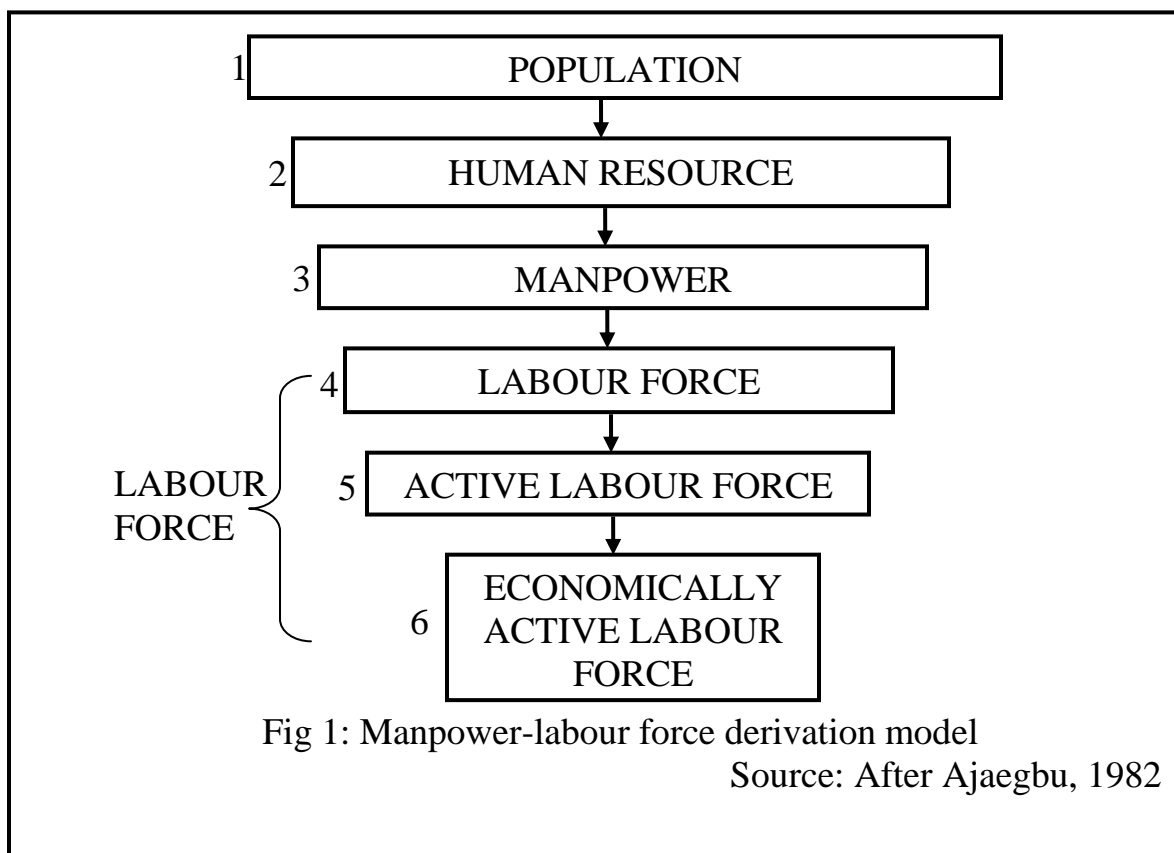 1 POPULATION
2 HUMAN RESOURCE
3 MANPOWER
4 LABOUR FORCE
LABOUR
FORCE
5 ACTIVE LABOUR FORCE
6 ECONOMICALLY
ACTIVE LABOUR
FORCE
Fig 1: Manpower-labour force derivation model
Source: After Ajaegbu, 1982